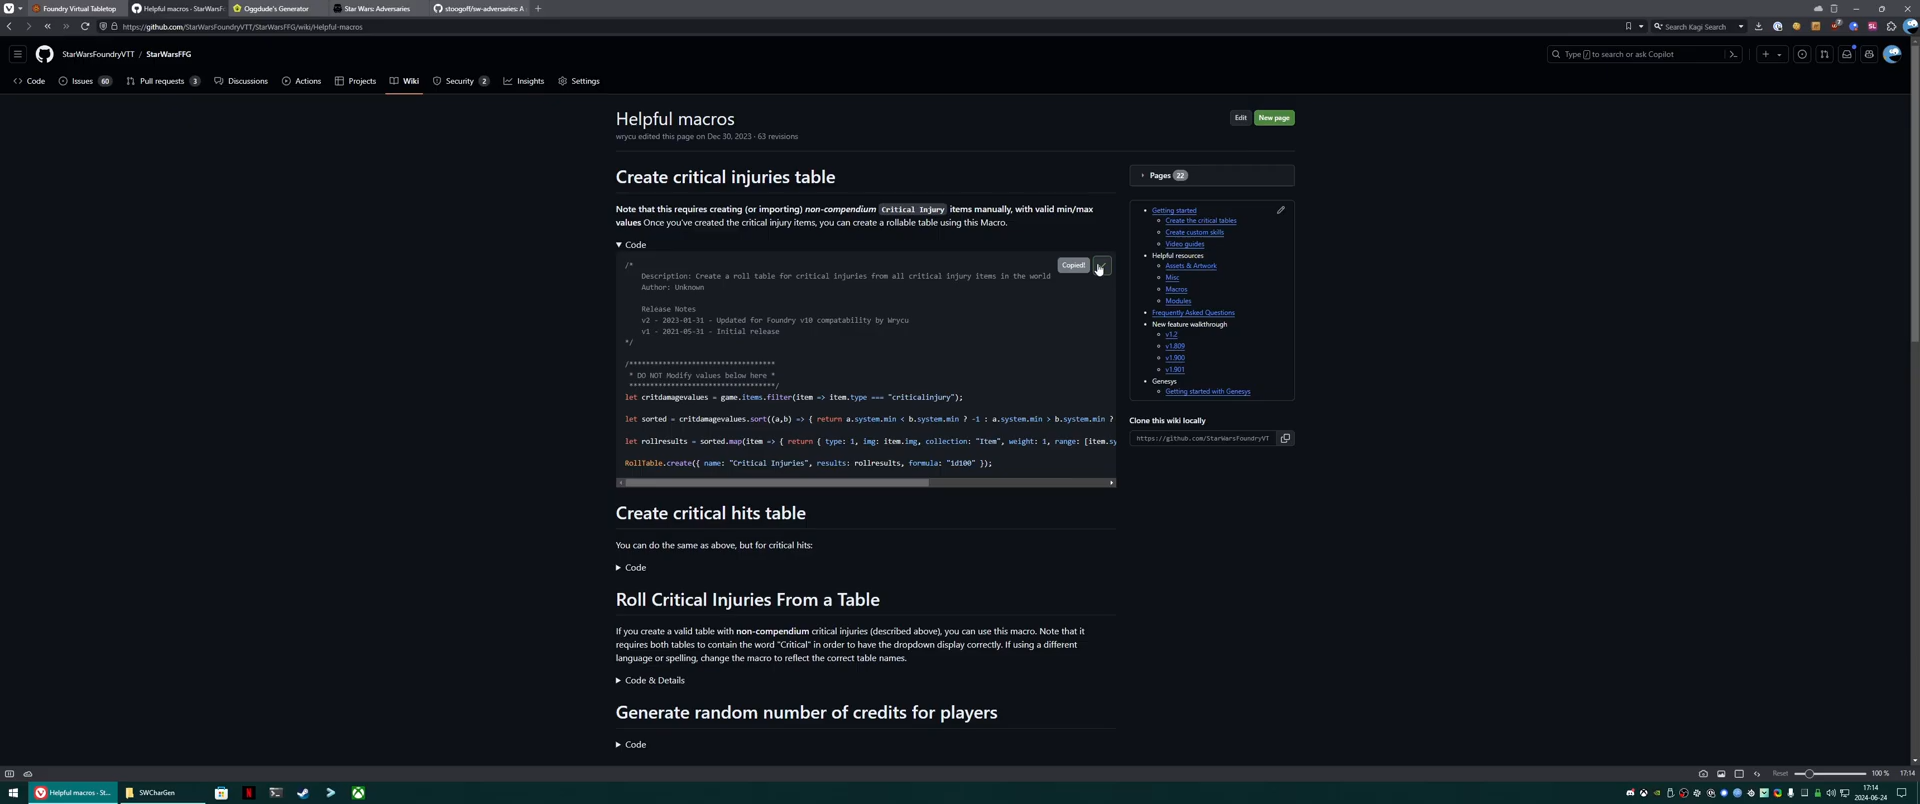 Foundry Virtual Tabletop
Helpful macros - StarWarsF
Oggdude's Generator
Star Wars: Adversaries
stoogoff/sw-adversaries: A
https://github.com/StarWarsFoundryVTT/StarWarsFFG/wiki/Helpful-macros
Search Kagi Search
StarWarsFoundryVTT / StarWarsFFG
Type / to search or ask Copilot
Code
Issues 60
Pull requests 3
Discussions
Actions
Projects
Wiki
Security 2
Insights
Settings
Helpful macros
Edit
New page
wrycu edited this page on Dec 30, 2023 · 63 revisions
Create critical injuries table
Note that this requires creating (or importing) non-compendium Critical Injury items manually, with valid min/max
values Once you've created the critical injury items, you can create a rollable table using this Macro.
Code
Copied!
/*
Description: Create a roll table for critical injuries from all critical injury items in the world
Author: Unknown
Release Notes
v2 - 2023-01-31 - Updated for Foundry v10 compatability by Wrycu
v1 - 2021-05-31 - Initial release
*/
/***********************************
* DO NOT Modify values below here *
***********************************/
let critdamagevalues = game.items.filter(item => item.type === "criticalinjury");
let sorted = critdamagevalues.sort((a,b) => { return a.system.min < b.system.min ? -1 : a.system.min > b.system.min ?
let rollresults = sorted.map(item => { return { type: 1, img: item.img, collection: "Item", weight: 1, range: [item.sy
RollTable.create({ name: "Critical Injuries", results: rollresults, formula: "1d100" });
Create critical hits table
You can do the same as above, but for critical hits:
Code
Roll Critical Injuries From a Table
If you create a valid table with non-compendium critical injuries (described above), you can use this macro. Note that it
requires both tables to contain the word "Critical" in order to have the dropdown display correctly. If using a different
language or spelling, change the macro to reflect the correct table names.
Code & Details
Generate random number of credits for players
Code
Pages 22
Getting started
Create the critical tables
Create custom skills
Video guides
Helpful resources
Assets & Artwork
Misc
Macros
Modules
Frequently Asked Questions
New feature walkthrough
v1.2
v1.809
v1.900
v1.901
Genesys
Getting started with Genesys
Clone this wiki locally
https://github.com/StarWarsFoundryVT
Reset
100 %
17:14
Helpful macros - St...
SWCharGen
17:14
2024-06-24